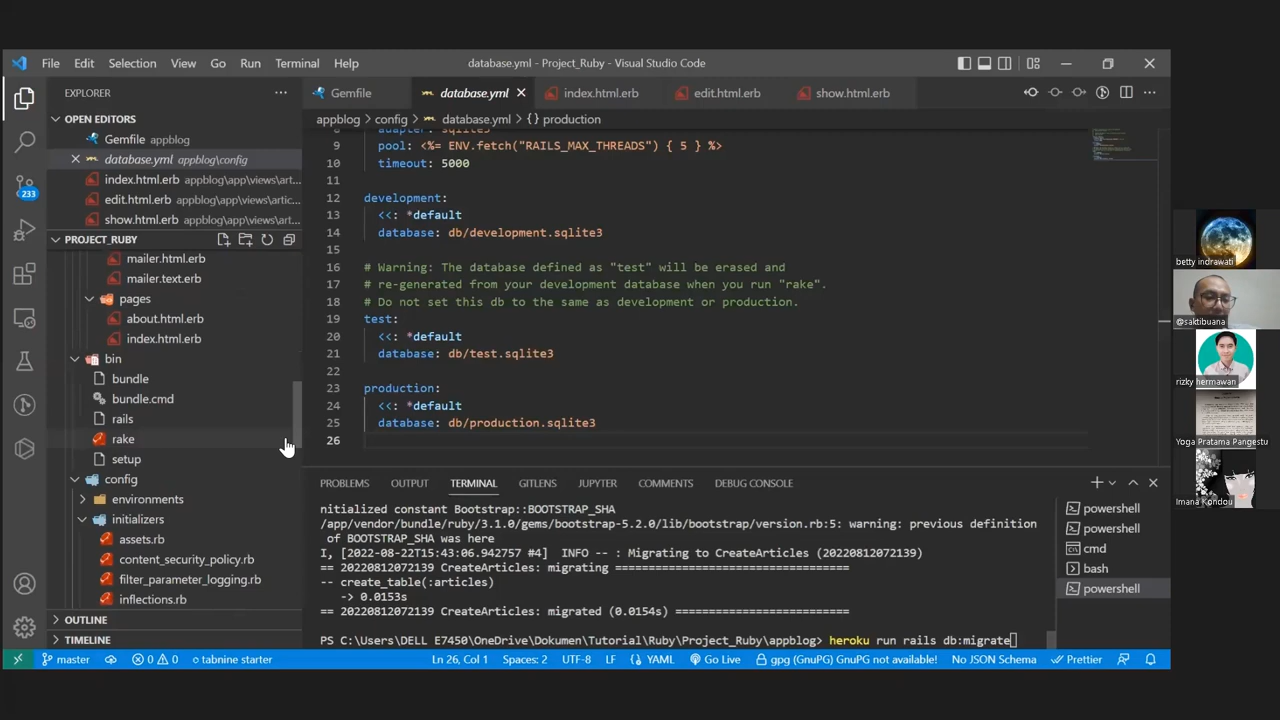 File Edit Selection View Go Run Terminal Help
database.yml - Project_Ruby - Visual Studio Code
EXPLORER
OPEN EDITORS
Gemfile appblog
database.yml appblog\config
index.html.erb appblog\app\views\art...
edit.html.erb appblog\app\views\artic...
show.html.erb appblog\app\views\art...
233
PROJECT_RUBY
mailer.html.erb
mailer.text.erb
pages
about.html.erb
index.html.erb
bin
bundle
bundle.cmd
rails
rake
setup
config
environments
initializers
assets.rb
content_security_policy.rb
filter_parameter_logging.rb
inflections.rb
OUTLINE
TIMELINE
Gemfile database.yml index.html.erb edit.html.erb show.html.erb
appblog > config > database.yml > {} production
8 adapter: sqlite3
9 pool: <%= ENV.fetch("RAILS_MAX_THREADS") { 5 } %>
10 timeout: 5000
11
12 development:
13 <<: *default
14 database: db/development.sqlite3
15
16 # Warning: The database defined as "test" will be erased and
17 # re-generated from your development database when you run "rake".
18 # Do not set this db to the same as development or production.
19 test:
20 <<: *default
21 database: db/test.sqlite3
22
23 production:
24 <<: *default
25 database: db/production.sqlite3
26
PROBLEMS OUTPUT TERMINAL GITLENS JUPYTER COMMENTS DEBUG CONSOLE
nitialized constant Bootstrap::BOOTSTRAP_SHA
/app/vendor/bundle/ruby/3.1.0/gems/bootstrap-5.2.0/lib/bootstrap/version.rb:5: warning: previous definition
of BOOTSTRAP_SHA was here
I, [2022-08-22T15:43:06.942757 #4] INFO -- : Migrating to CreateArticles (20220812072139)
== 20220812072139 CreateArticles: migrating ==================================
-- create_table(:articles)
-> 0.0153s
== 20220812072139 CreateArticles: migrated (0.0154s) =========================
PS C:\Users\DELL E7450\OneDrive\Dokumen\Tutorial\Ruby\Project_Ruby\appblog> heroku run rails db:migrate
powershell
powershell
cmd
bash
powershell
master 0 0 tabnine starter Ln 26, Col 1 Spaces: 2 UTF-8 LF {} YAML Go Live gpg (GnuPG) GnuPG not available! No JSON Schema Prettier
betty indrawati
@saktibuana
rizky hermawan
Yoga Pratama Pangestu
Imana Kondou